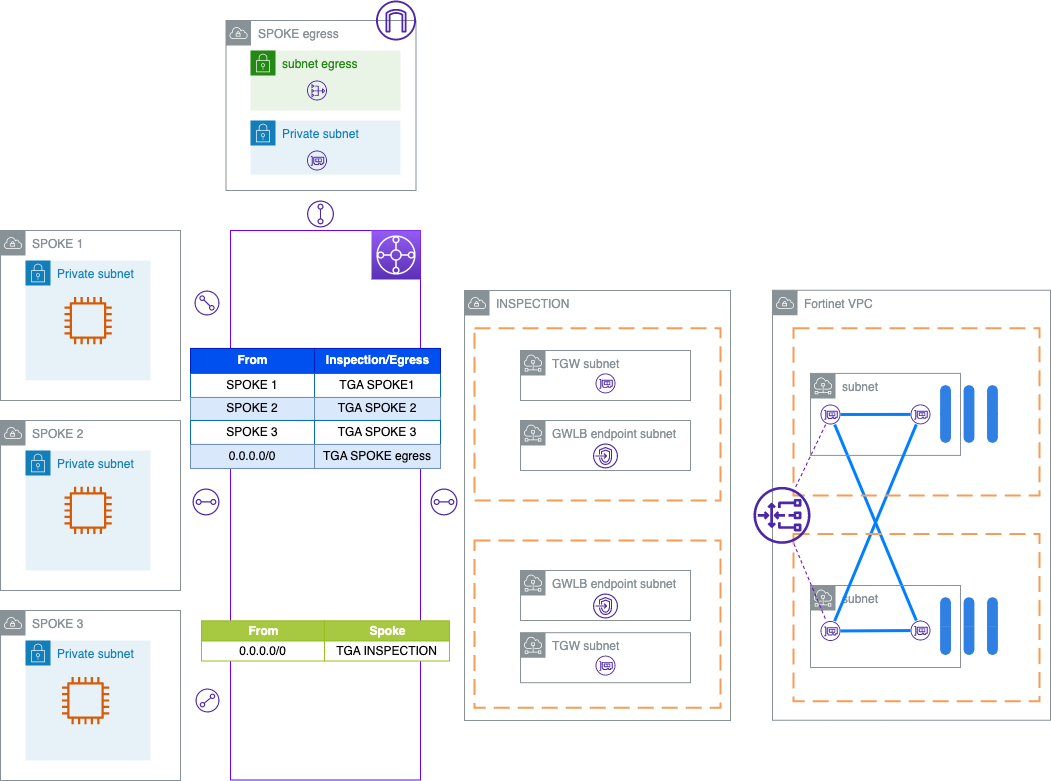 SPOKE egress
subnet egress
Private subnet
SPOKE 1
Private subnet
SPOKE 2
Private subnet
SPOKE 3
Private subnet
From Inspection/Egress
SPOKE 1 TGA SPOKE1
SPOKE 2 TGA SPOKE 2
SPOKE 3 TGA SPOKE 3
0.0.0.0/0 TGA SPOKE egress
From Spoke
0.0.0.0/0 TGA INSPECTION
INSPECTION
TGW subnet
GWLB endpoint subnet
GWLB endpoint subnet
TGW subnet
Fortinet VPC
subnet
subnet